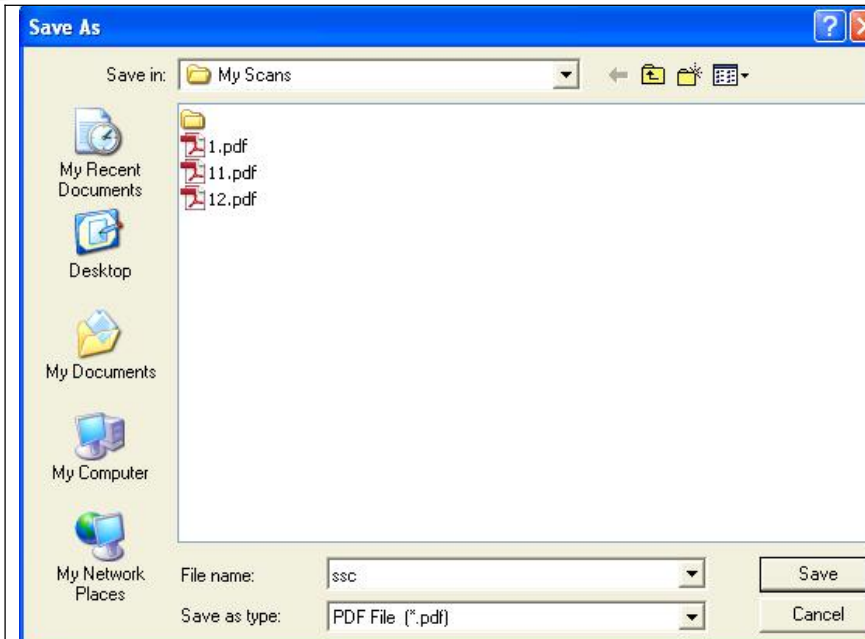 Save As
Save in: My Scans
1.pdf
11.pdf
12.pdf
My Recent
Documents
Desktop
My Documents
My Computer
My Network
Places
File name: ssc Save
Save as type: PDF File (*.pdf) Cancel